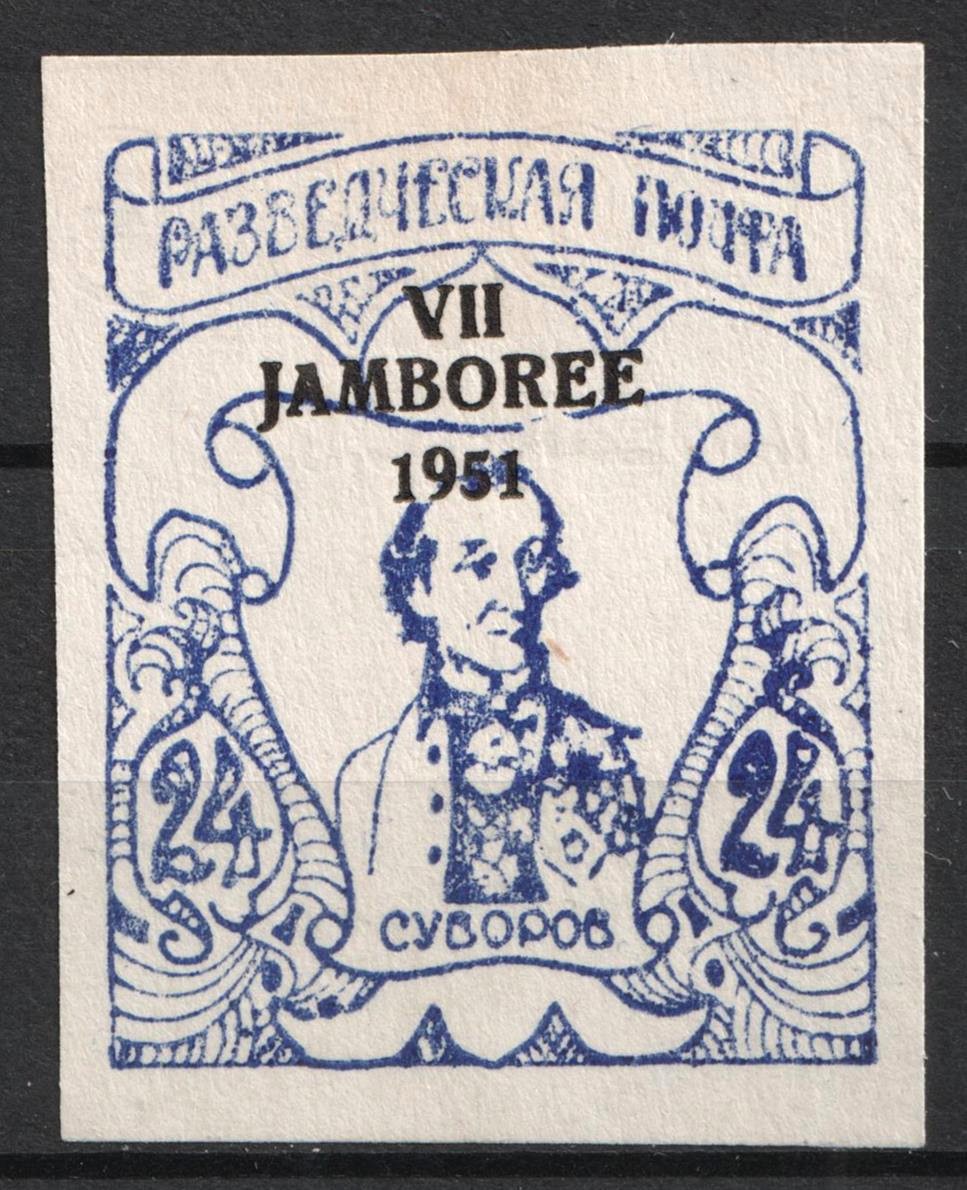 РАЗВЕДЧЕСКАЯ ПОЧТА
VII
JAMBOREE
1951
24 24
СУВОРОВ